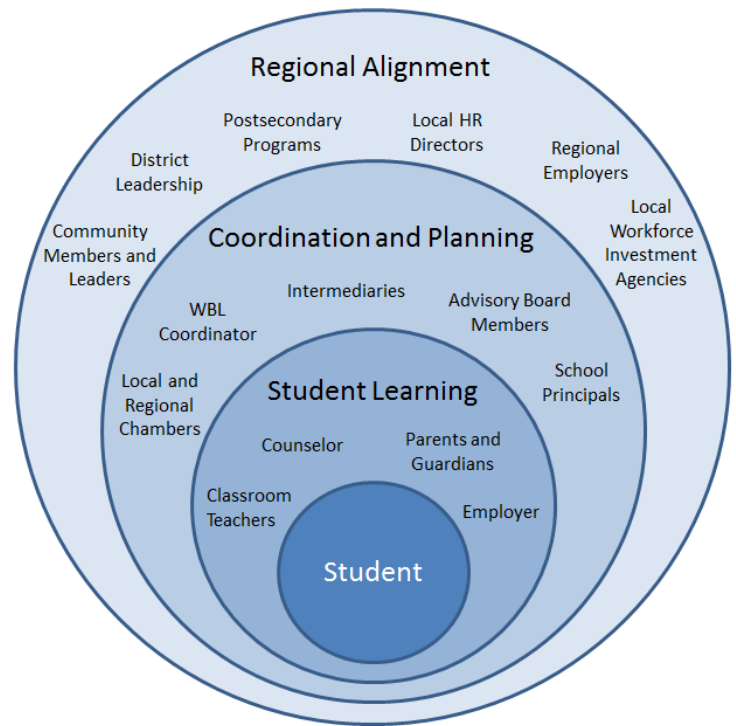 Regional Alignment
Postsecondary
Programs
Local HR
Directors
District
Leadership
Regional
Employers
Community
Members and
Leaders
Local
Workforce
Investment
Agencies
Coordination and Planning
Intermediaries
WBL
Coordinator
Advisory Board
Members
Local and
Regional
Chambers
School
Principals
Student Learning
Counselor
Parents and
Guardians
Classroom
Teachers
Employer
Student